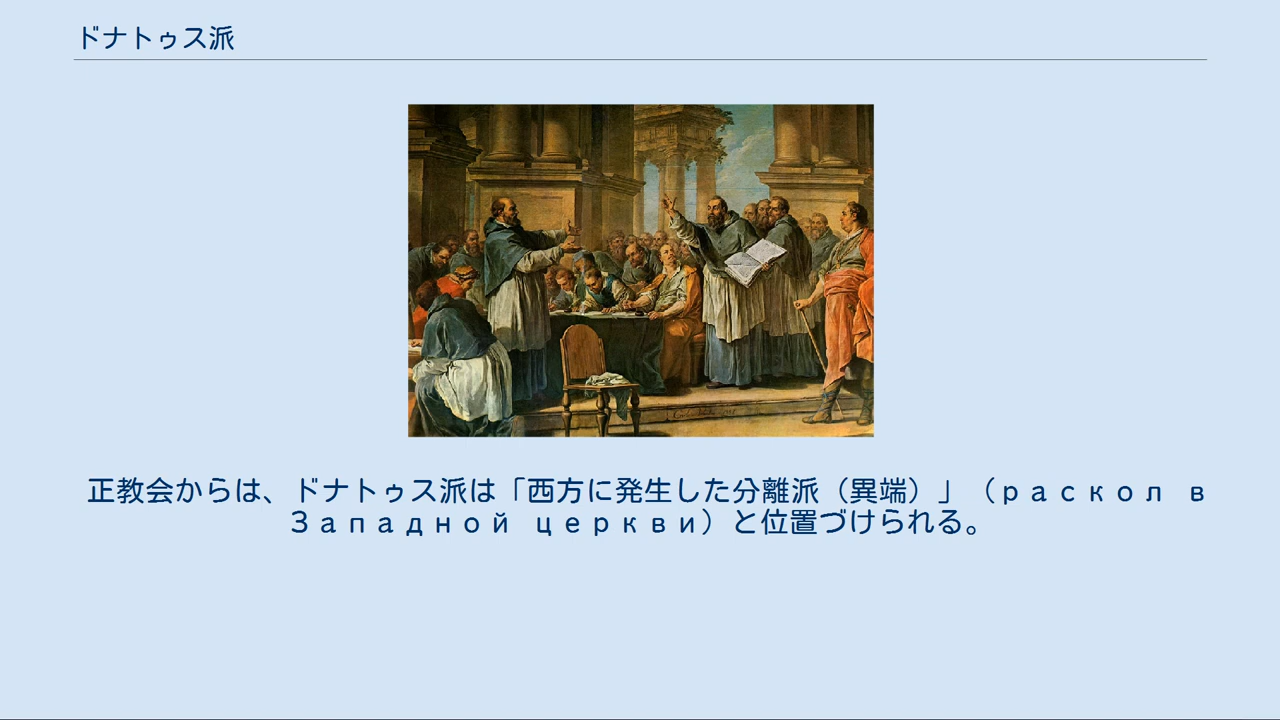 ドナトゥス派
正教会からは、ドナトゥス派は「西方に発生した分離派（異端）」（раскол в
Западной церкви）と位置づけられる。